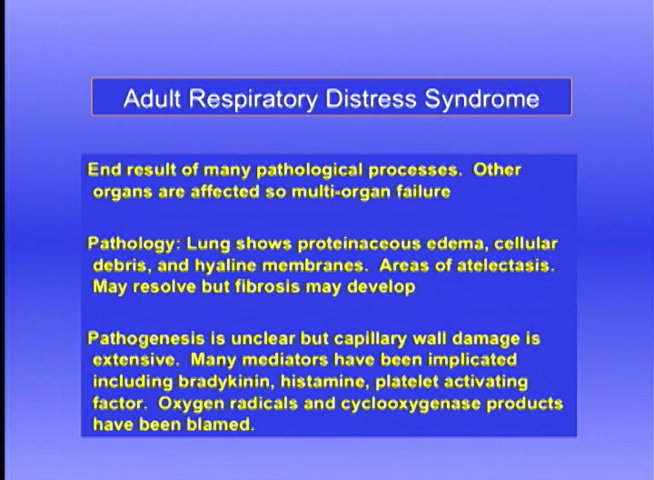 Adult Respiratory Distress Syndrome
End result of many pathological processes. Other
organs are affected so multi-organ failure
Pathology: Lung shows proteinaceous edema, cellular
debris, and hyaline membranes. Areas of atelectasis.
May resolve but fibrosis may develop
Pathogenesis is unclear but capillary wall damage is
extensive. Many mediators have been implicated
including bradykinin, histamine, platelet activating
factor. Oxygen radicals and cyclooxygenase products
have been blamed.